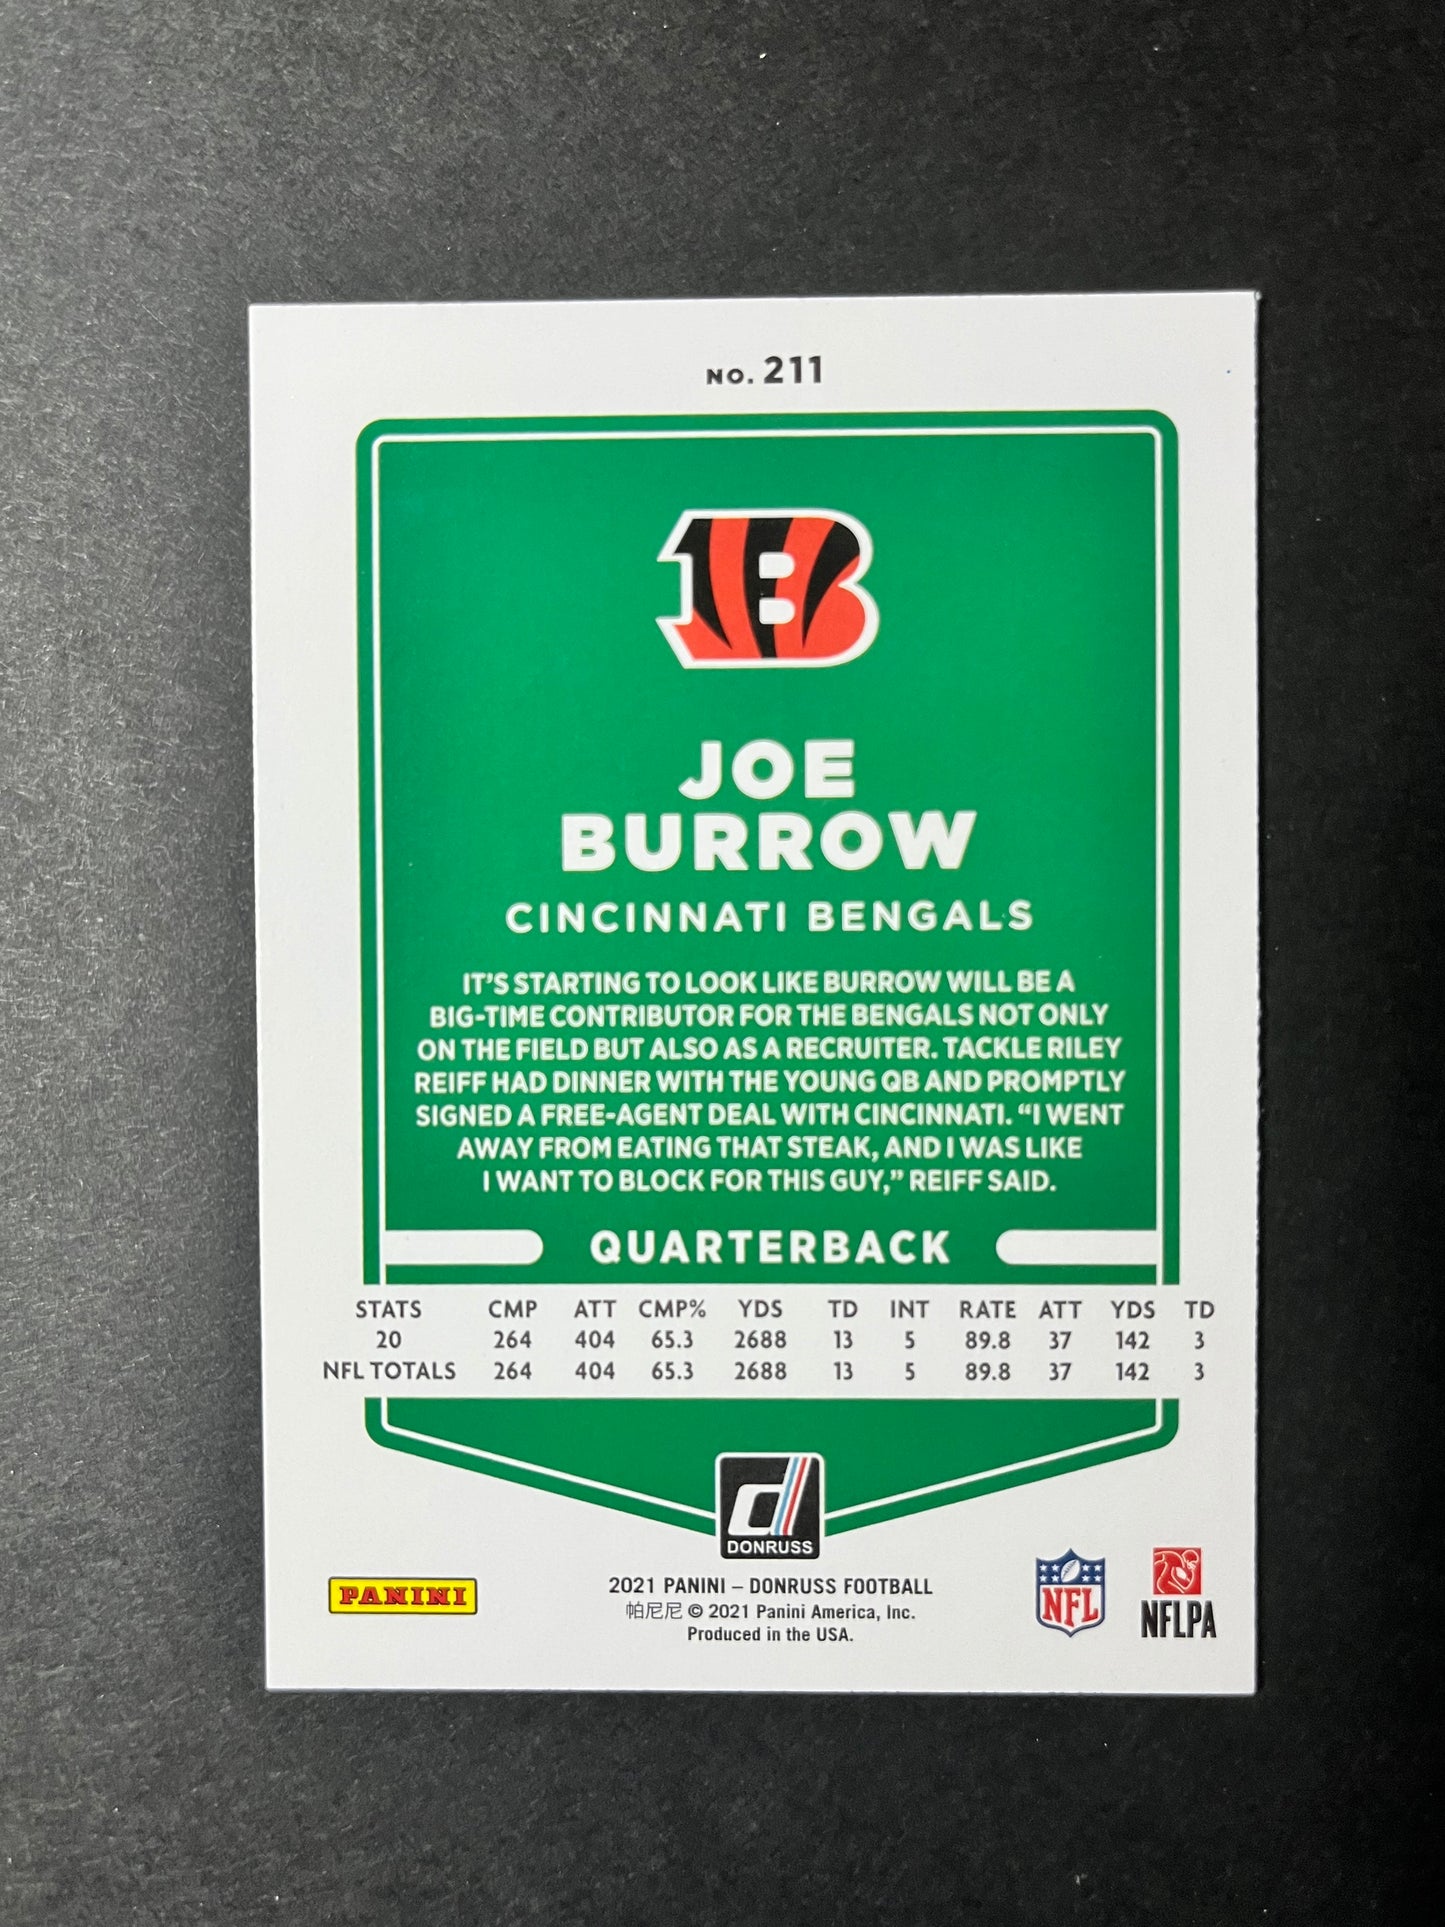 NO. 211
B
JOE
BURROW
CINCINNATI BENGALS
IT'S STARTING TO LOOK LIKE BURROW WILL BE A
BIG-TIME CONTRIBUTOR FOR THE BENGALS NOT ONLY
ON THE FIELD BUT ALSO AS A RECRUITER. TACKLE RILEY
REIFF HAD DINNER WITH THE YOUNG QB AND PROMPTLY
SIGNED A FREE-AGENT DEAL WITH CINCINNATI. “I WENT
AWAY FROM EATING THAT STEAK, AND I WAS LIKE
I WANT TO BLOCK FOR THIS GUY,” REIFF SAID.
QUARTERBACK
STATS CMP ATT CMP% YDS TD INT RATE ATT YDS TD
20 264 404 65.3 2688 13 5 89.8 37 142 3
NFL TOTALS 264 404 65.3 2688 13 5 89.8 37 142 3
d
DONRUSS
PANINI
2021 PANINI – DONRUSS FOOTBALL
帕尼尼 © 2021 Panini America, Inc.
Produced in the USA.
NFL
NFLPA